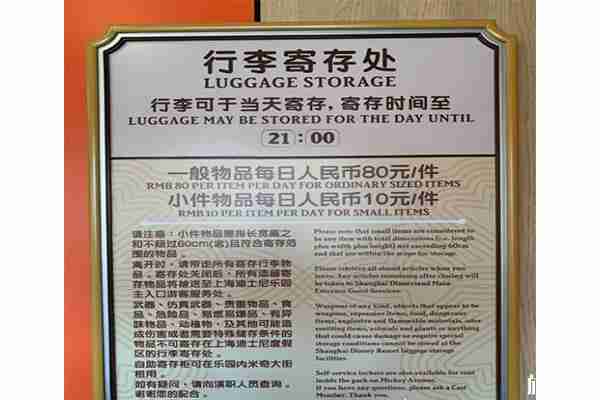 行李寄存处
LUGGAGE STORAGE
行李可于当天寄存，寄存时间至
LUGGAGE MAY BE STORED FOR THE DAY UNTIL
21：00
一般物品每日人民币80元/件
RMB 80 PER ITEM PER DAY FOR ORDINARY SIZED ITEMS
小件物品每日人民币10元/件
RMB 10 PER ITEM PER DAY FOR SMALL ITEMS
请注意：小件物品是指长宽高之
和不超过60cm(含)且符合寄存范
围的物品。
离开时，请带走所有寄存行李物
品。寄存处关闭后，所有遗留寄
存物品将被送至上海迪士尼乐园
主入口游客服务处。
武器、仿真武器、贵重物品、食
品、危险品、易燃易爆品、有异
味物品、动植物，及其他可能造
成伤害或者需要特殊储存条件的
物品不可寄存在上海迪士尼度假
区的行李寄存处。
自助寄存柜可在乐园内米奇大街
租用。
如有疑问，请向演职人员查询。
谢谢您的配合。
Please note that small items are considered to
be any item with total dimensions (i.e. length
plus width plus height) not exceeding 60cm
and that are within the scope for storage.
Please retrieve all stored articles when you
leave. Any articles remaining after closing will
be taken to Shanghai Disneyland Main
Entrance Guest Services.
Weapons of any kind, objects that appear to be
weapons, expensive items, food, dangerous
items, explosive and flammable materials, odor
emitting items, animals and plants or anything
that could cause damage or require special
storage conditions cannot be stored at the
Shanghai Disney Resort luggage storage
facilities.
Self-service lockers are also available for rent
inside the park on Mickey Avenue.
If you have any questions, please ask a Cast
Member. Thank you.